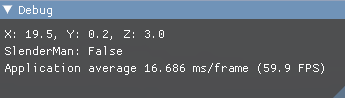 Debug
X: 19.5, Y: 0.2, Z: 3.0
SlenderMan: False
Application average 16.686 ms/frame (59.9 FPS)